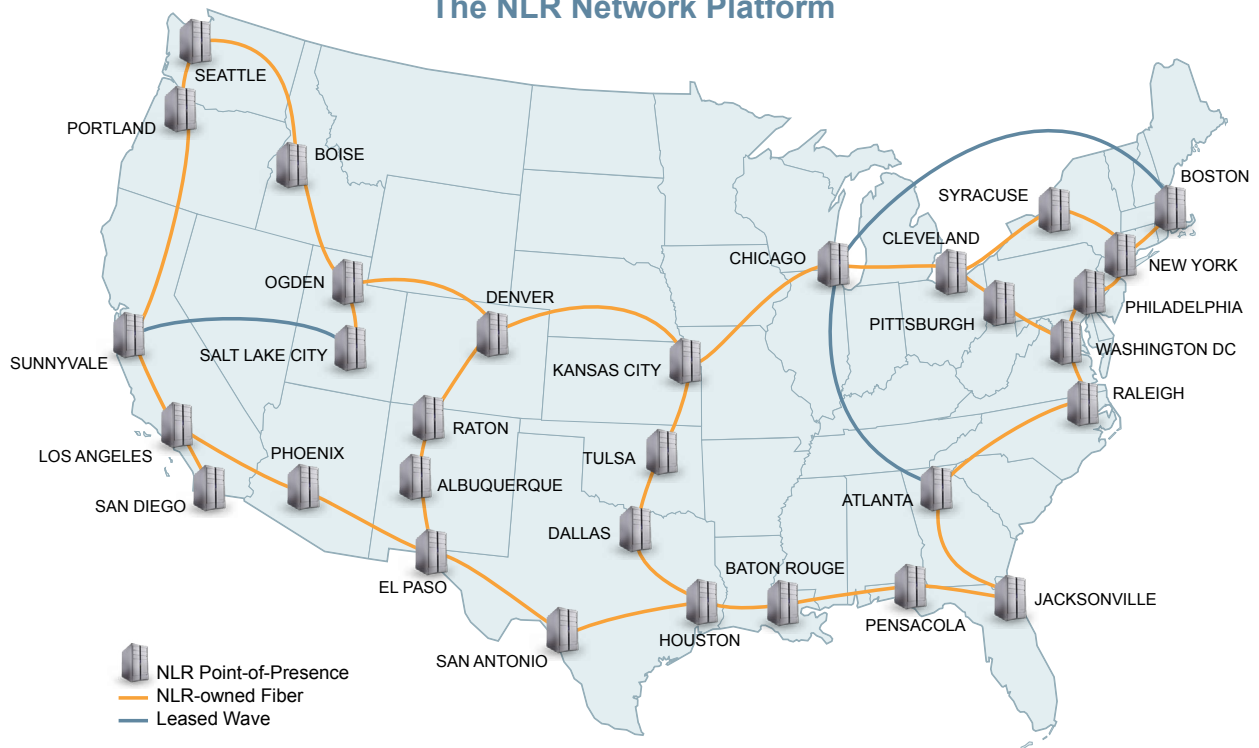 The NLR Network Platform
SEATTLE
PORTLAND
BOISE
BOSTON
SYRACUSE
CLEVELAND
CHICAGO
NEW YORK
OGDEN
DENVER
PHILADELPHIA
PITTSBURGH
WASHINGTON DC
SALT LAKE CITY
SUNNYVALE
KANSAS CITY
RALEIGH
RATON
LOS ANGELES
PHOENIX
TULSA
ALBUQUERQUE
ATLANTA
SAN DIEGO
DALLAS
BATON ROUGE
EL PASO
JACKSONVILLE
PENSACOLA
HOUSTON
SAN ANTONIO
NLR Point-of-Presence
NLR-owned Fiber
Leased Wave